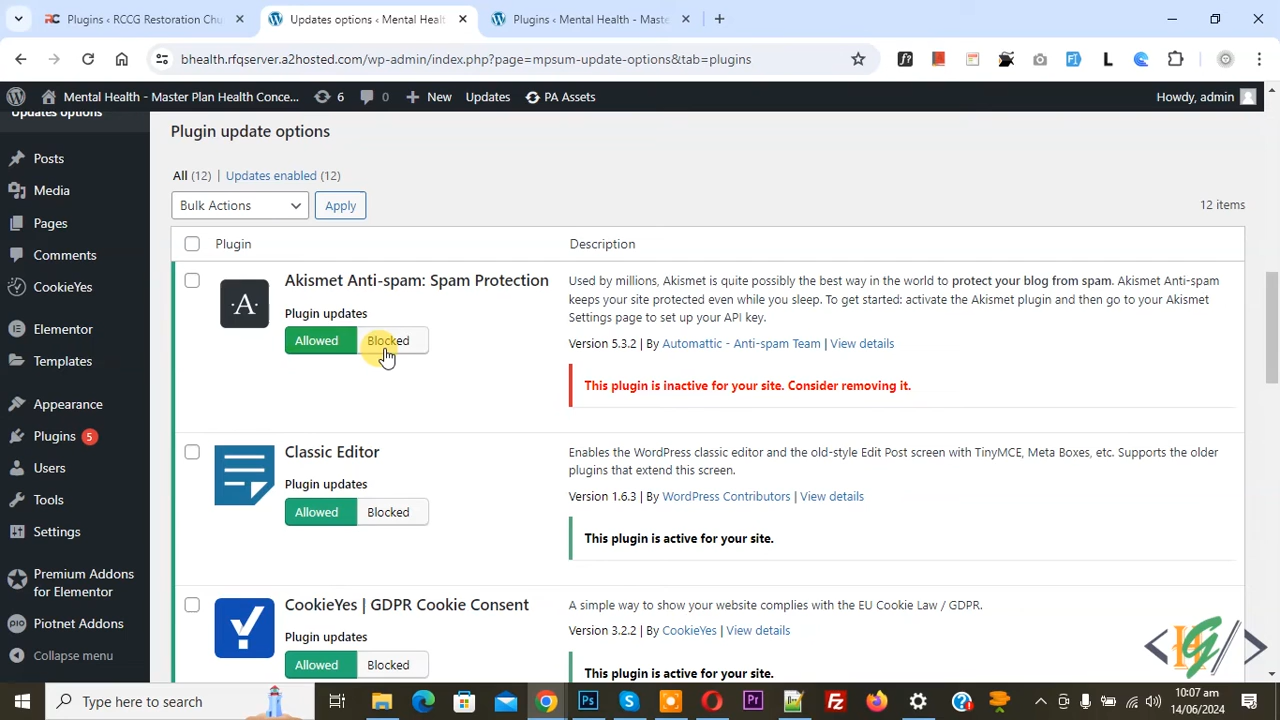 Plugins ‹ RCCG Restoration Chu
Updates options ‹ Mental Healt
Plugins ‹ Mental Health - Maste
bhealth.rfqervice.a2hosted.com/wp-admin/index.php?page=mpsum-update-options&tab=plugins
Mental Health – Master Plan Health Conce...
6
0
New
Updates
PA Assets
Howdy, admin
Updates options
Posts
Media
Pages
Comments
CookieYes
Elementor
Templates
Appearance
Plugins 5
Users
Tools
Settings
Premium Addons
for Elementor
Piotnet Addons
Collapse menu
Plugin update options
All (12) | Updates enabled (12)
Bulk Actions
Apply
12 items
Plugin
Description
Akismet Anti-spam: Spam Protection
Plugin updates
Allowed
Blocked
Used by millions, Akismet is quite possibly the best way in the world to protect your blog from spam. Akismet Anti-spam
keeps your site protected even while you sleep. To get started: activate the Akismet plugin and then go to your Akismet
Settings page to set up your API key.
Version 5.3.2 | By Automattic - Anti-spam Team | View details
This plugin is inactive for your site. Consider removing it.
Classic Editor
Plugin updates
Allowed
Blocked
Enables the WordPress classic editor and the old-style Edit Post screen with TinyMCE, Meta Boxes, etc. Supports the older
plugins that extend this screen.
Version 1.6.3 | By WordPress Contributors | View details
This plugin is active for your site.
CookieYes | GDPR Cookie Consent
Plugin updates
Allowed
Blocked
A simple way to show your website complies with the EU Cookie Law / GDPR.
Version 3.2.2 | By CookieYes | View details
This plugin is active for your site.
Type here to search
10:07 am
14/06/2024